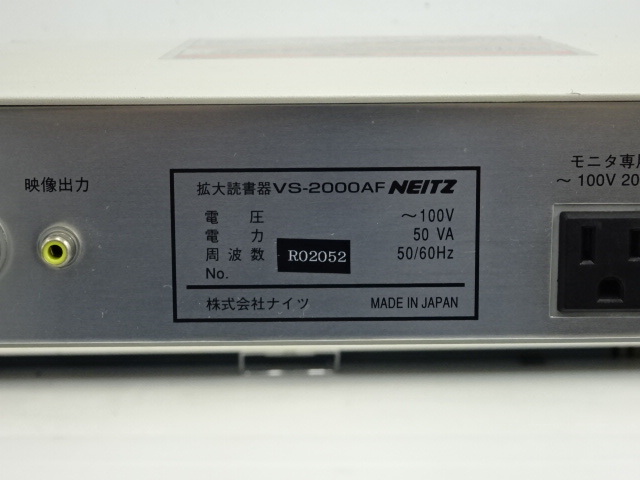 映像出力
拡大読書器VS-2000AF NEITZ
電圧 ～100V
電力 50 VA
周波数 50/60Hz
No. R02052
株式会社ナイツ MADE IN JAPAN
モニタ専用
～100V 20